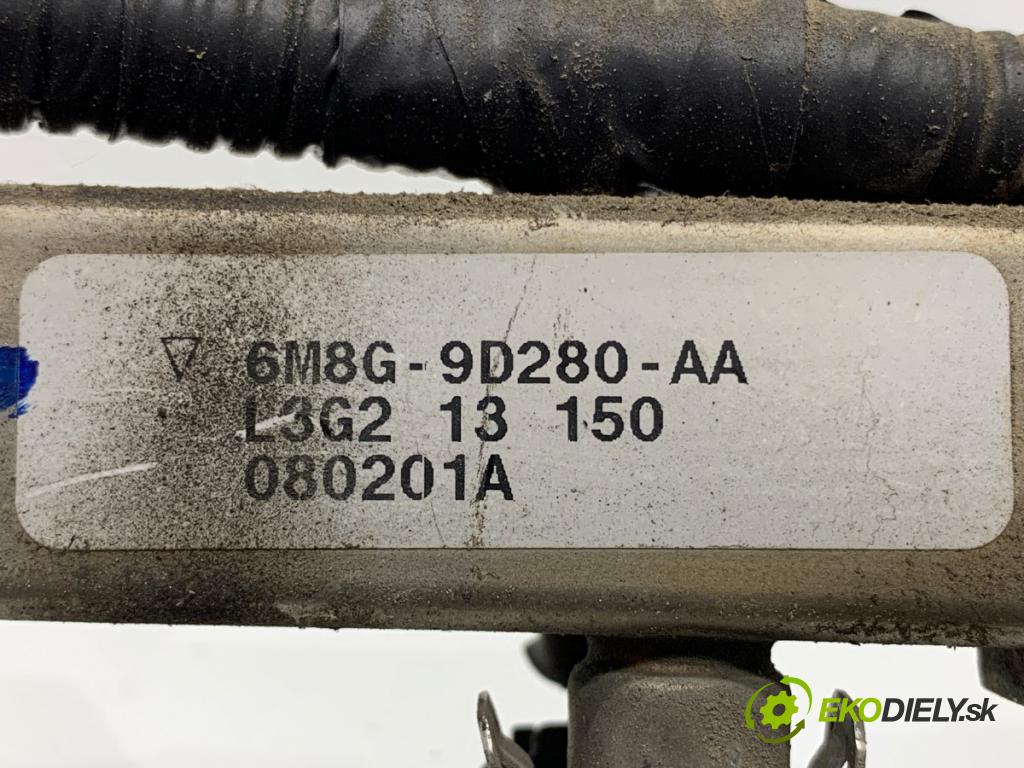 6M8G-9D280-AA
L3G2 13 150
080201A
EKODIELY.sk